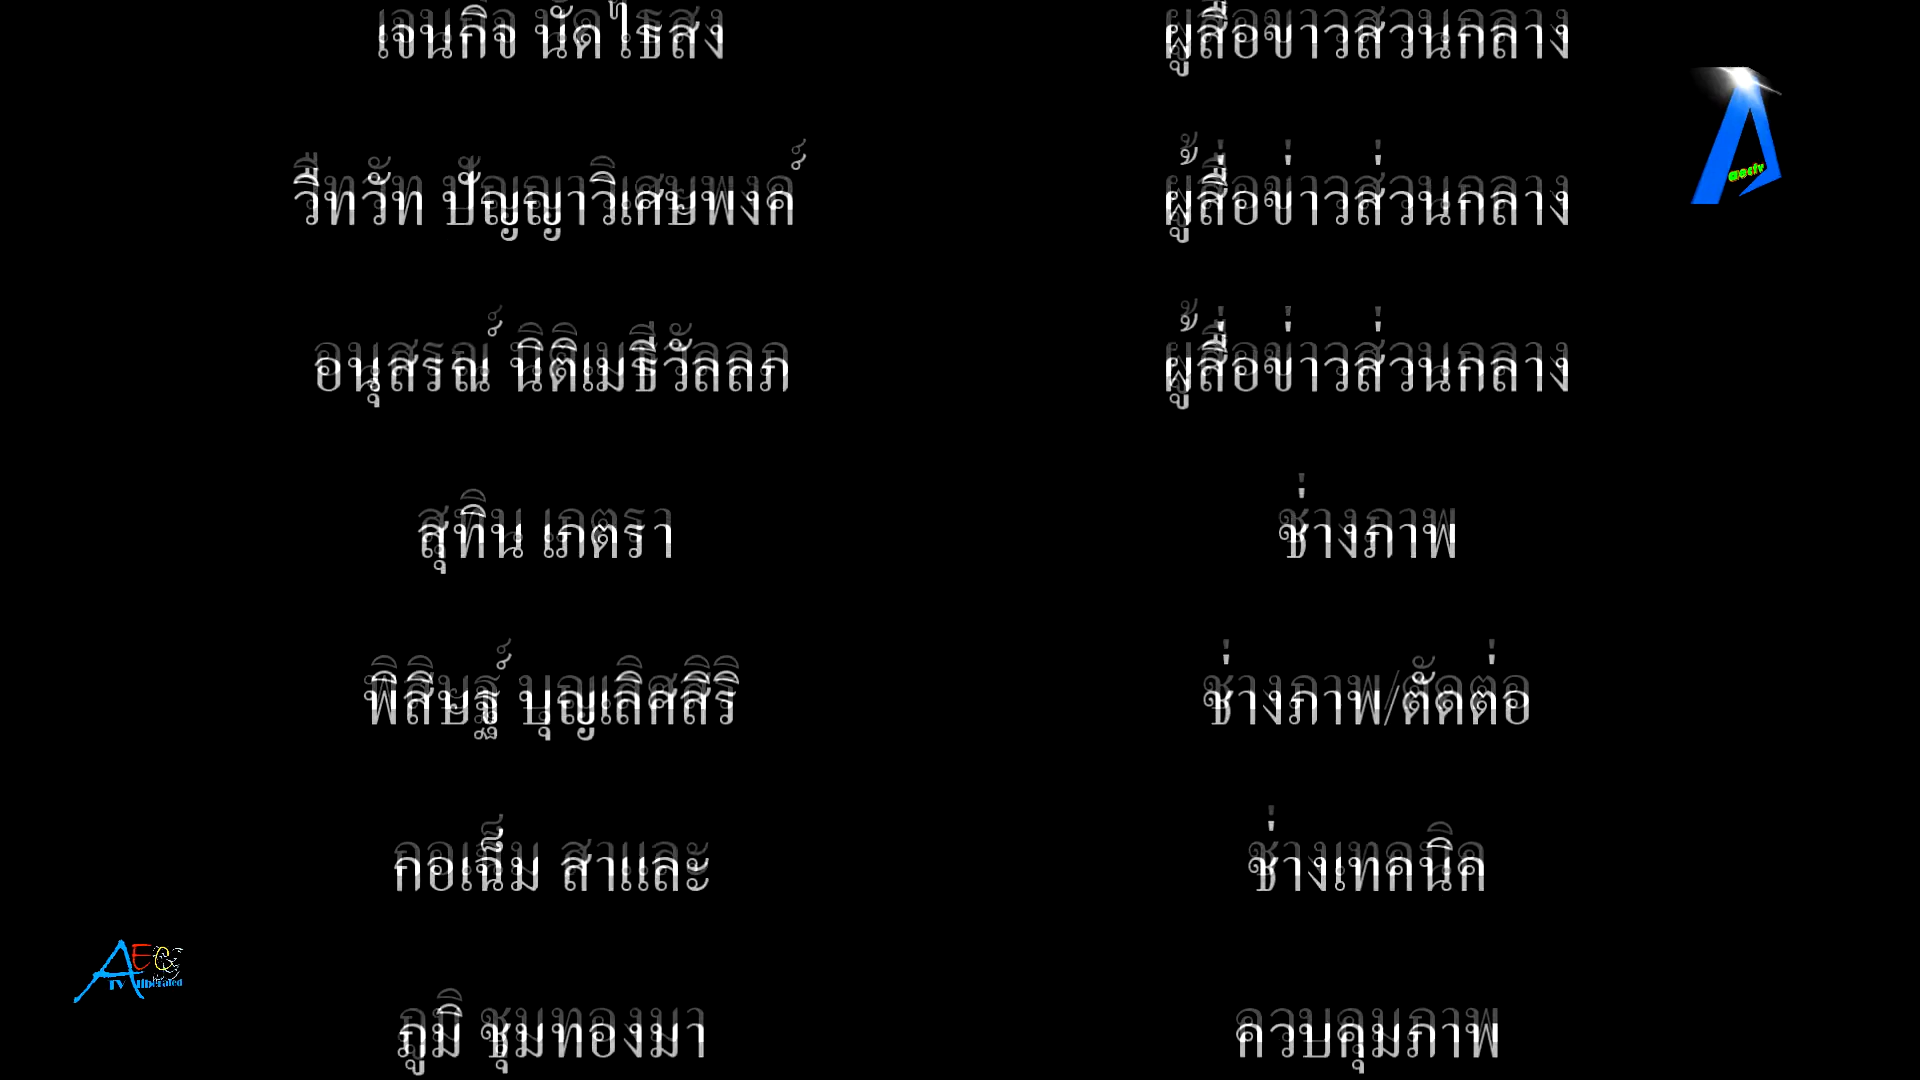 เจนกิจ นัดไธสง ผู้สื่อข่าวส่วนกลาง
วีัทวัท ปัญญาวิเศษพงค์ ผู้สื่อข่าวส่วนกลาง
อนุสรณ์ นิติเมธีวัลลภ ผู้สื่อข่าวส่วนกลาง
สุทิน เภตรา ช่างภาพ
พิสิษฐ์ บุญเลิศสิริ ช่างภาพ/ตัดต่อ
กอเฉ็ม สาและ ช่างเทคนิค
ภูมิ ชุมทองมา ควบคุมภาพ
aectv
AEC
TV